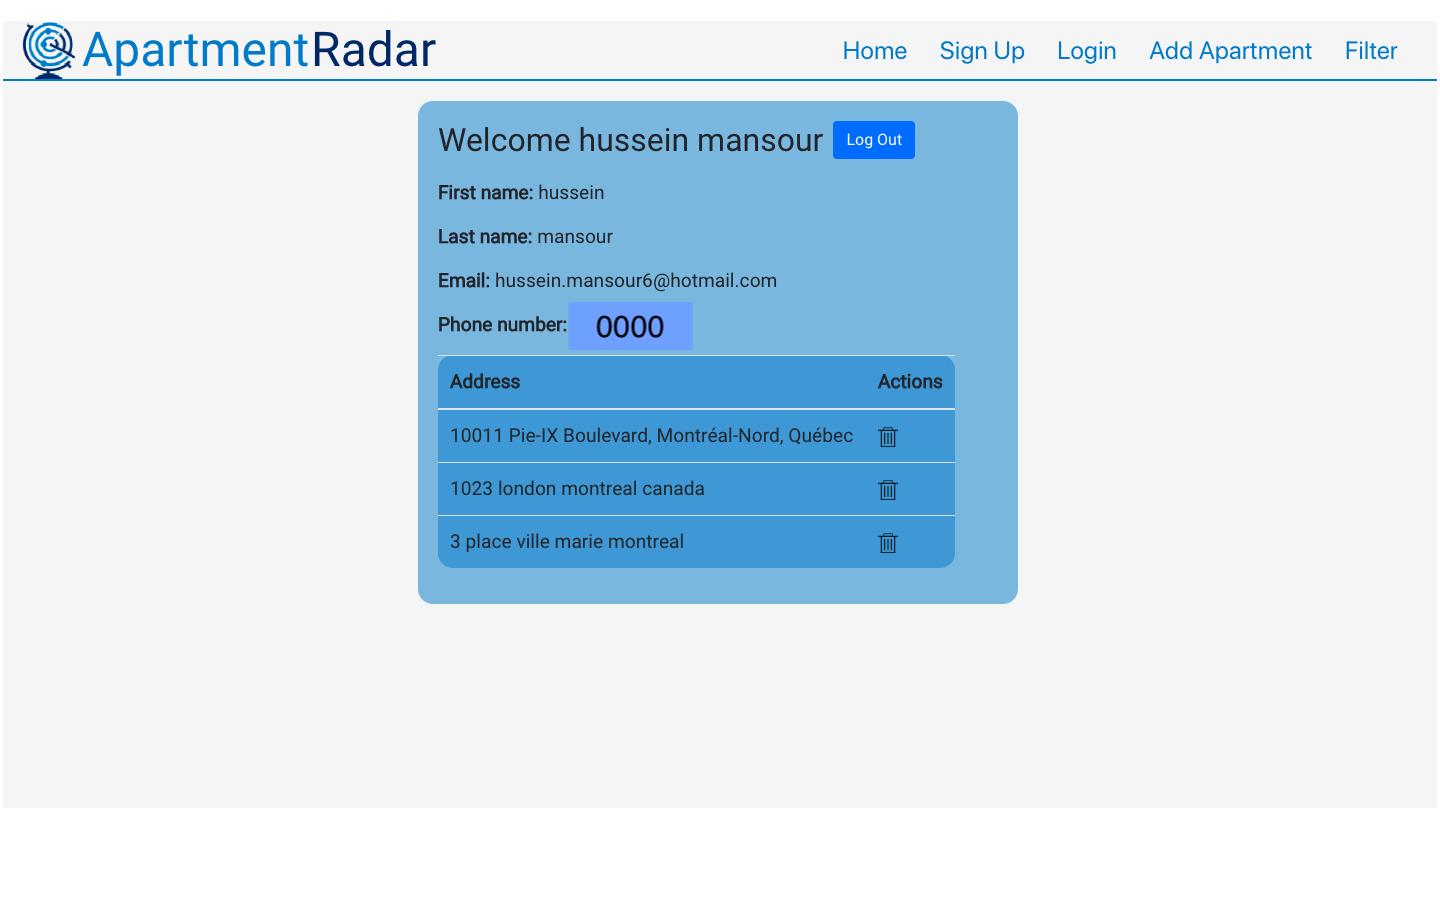 ApartmentRadar Home Sign Up Login Add Apartment Filter
Welcome hussein mansour Log Out
First name: hussein
Last name: mansour
Email: hussein.mansour6@hotmail.com
Phone number: 0000
Address Actions
10011 Pie-IX Boulevard, Montréal-Nord, Québec
1023 london montreal canada
3 place ville marie montreal